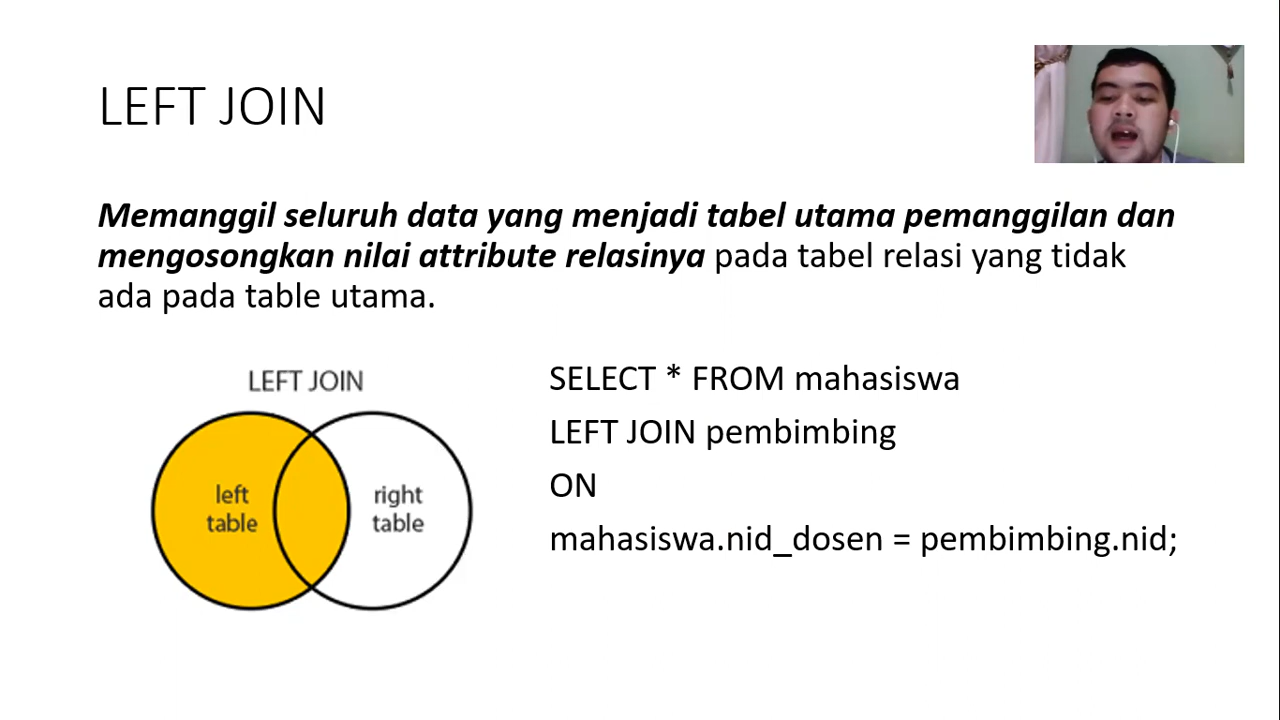 LEFT JOIN
Memanggil seluruh data yang menjadi tabel utama pemanggilan dan
mengosongkan nilai attribute relasinya pada tabel relasi yang tidak
ada pada table utama.
LEFT JOIN
left
table
right
table
SELECT * FROM mahasiswa
LEFT JOIN pembimbing
ON
mahasiswa.nid_dosen = pembimbing.nid;